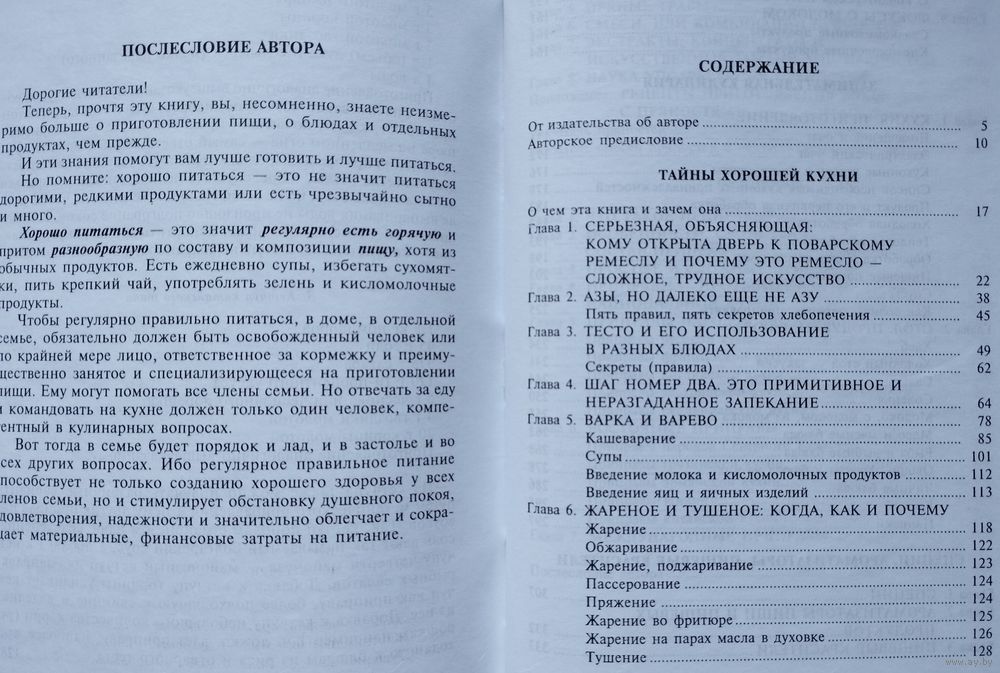 ПОСЛЕСЛОВИЕ АВТОРА
Дорогие читатели!
Теперь, прочтя эту книгу, вы, несомненно, знаете неизме-
римо больше о приготовлении пищи, о блюдах и отдельных
продуктах, чем прежде.
И эти знания помогут вам лучше готовить и лучше питаться.
Но помните: хорошо питаться — это не значит питаться
дорогими, редкими продуктами или есть чрезвычайно сытно
и много.
Хорошо питаться — это значит регулярно есть горячую и
притом разнообразную по составу и композиции пищу, хотя из
обычных продуктов. Есть ежедневно супы, избегать сухомят-
ки, пить крепкий чай, употреблять зелень и кисломолочные
продукты.
Чтобы регулярно правильно питаться, в доме, в отдельной
семье, обязательно должен быть освобожденный человек или
по крайней мере лицо, ответственное за кормежку и преиму-
щественно занятое и специализирующееся на приготовлении
пищи. Ему могут помогать все члены семьи. Но отвечать за еду
и командовать на кухне должен только один человек, компе-
тентный в кулинарных вопросах.
Вот тогда в семье будет порядок и лад, и в застолье и во
всех других вопросах. Ибо регулярное правильное питание
способствует не только созданию хорошего здоровья у всех
членов семьи, но и стимулирует обстановку душевного покоя,
удовлетворения, надежности и значительно облегчает и сокра-
щает материальные, финансовые затраты на питание.
СОДЕРЖАНИЕ
От издательства об авторе 5
Авторское предисловие 10
ТАЙНЫ ХОРОШЕЙ КУХНИ
О чем эта книга и зачем она 17
Глава 1. СЕРЬЕЗНАЯ, ОБЪЯСНЯЮЩАЯ:
КОМУ ОТКРЫТА ДВЕРЬ К ПОВАРСКОМУ
РЕМЕСЛУ И ПОЧЕМУ ЭТО РЕМЕСЛО —
СЛОЖНОЕ, ТРУДНОЕ ИСКУССТВО 22
Глава 2. АЗЫ, НО ДАЛЕКО ЕЩЕ НЕ АЗУ 38
Пять правил, пять секретов хлебопечения 45
Глава 3. ТЕСТО И ЕГО ИСПОЛЬЗОВАНИЕ
В РАЗНЫХ БЛЮДАХ 49
Секреты (правила) 62
Глава 4. ШАГ НОМЕР ДВА. ЭТО ПРИМИТИВНОЕ И
НЕРАЗГАДАННОЕ ЗАПЕКАНИЕ 64
Глава 5. ВАРКА И ВАРЕВО 78
Кашеварение 85
Супы 101
Введение молока и кисломолочных продуктов 112
Введение яиц и яичных изделий 113
Глава 6. ЖАРЕНОЕ И ТУШЕНОЕ: КОГДА, КАК И ПОЧЕМУ
Жарение 118
Обжаривание 122
Жарение, поджаривание 123
Пассерование 124
Пряжение 124
Жарение во фритюре 125
Жарение на парах масла в духовке 126
Тушение 128
www.ay.by